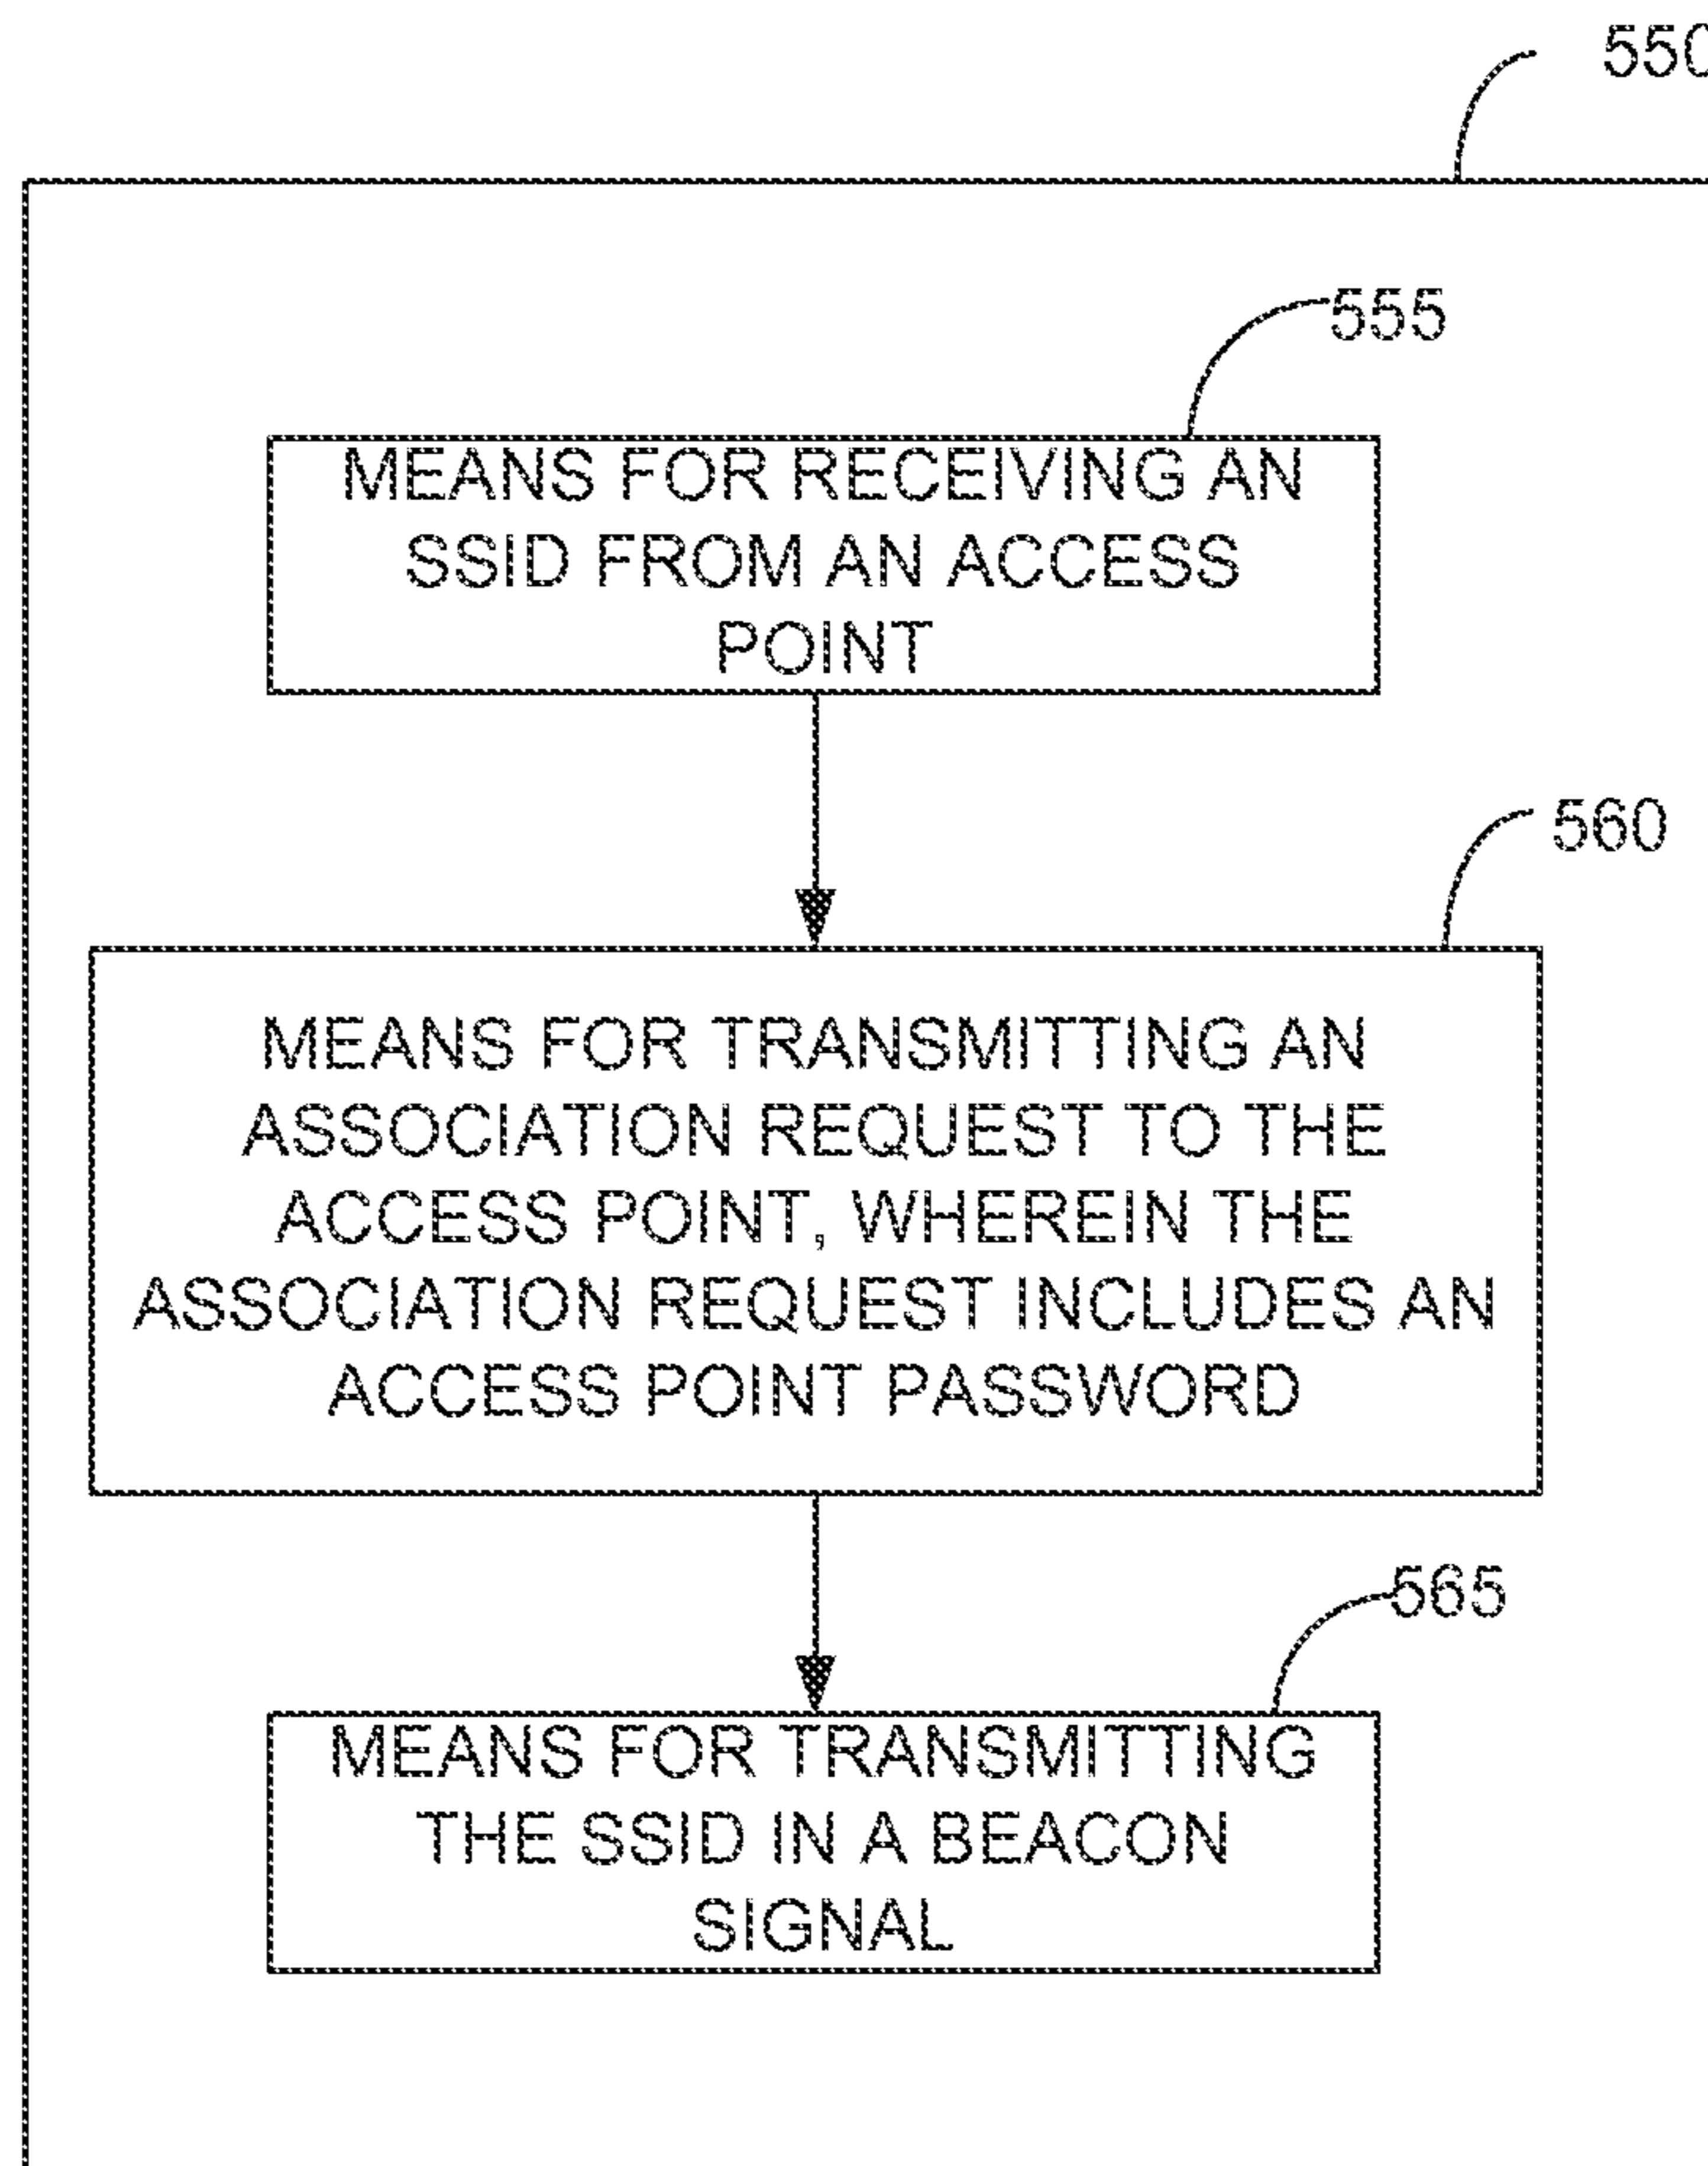 550
555
MEANS FOR RECEIVING AN
SSID FROM AN ACCESS
POINT
560
MEANS FOR TRANSMITTING AN
ASSOCIATION REQUEST TO THE
ACCESS POINT, WHEREIN THE
ASSOCIATION REQUEST INCLUDES AN
ACCESS POINT PASSWORD
565
MEANS FOR TRANSMITTING
THE SSID IN A BEACON
SIGNAL